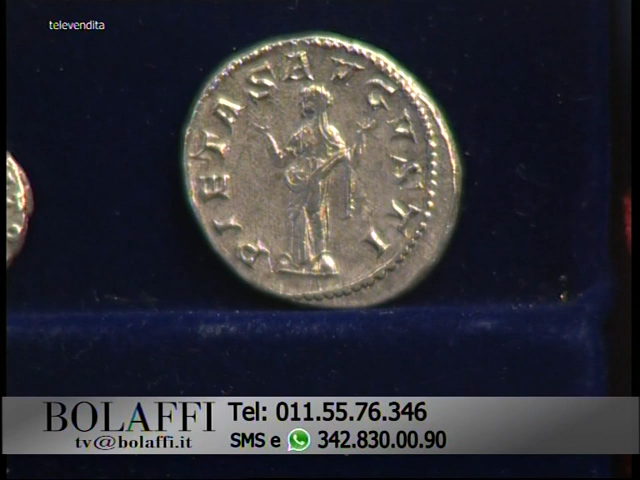 televendita
PIETAS AVGVSTI
BOLAFFI
tv@bolaffi.it
Tel: 011.55.76.346
SMS e 342.830.00.90